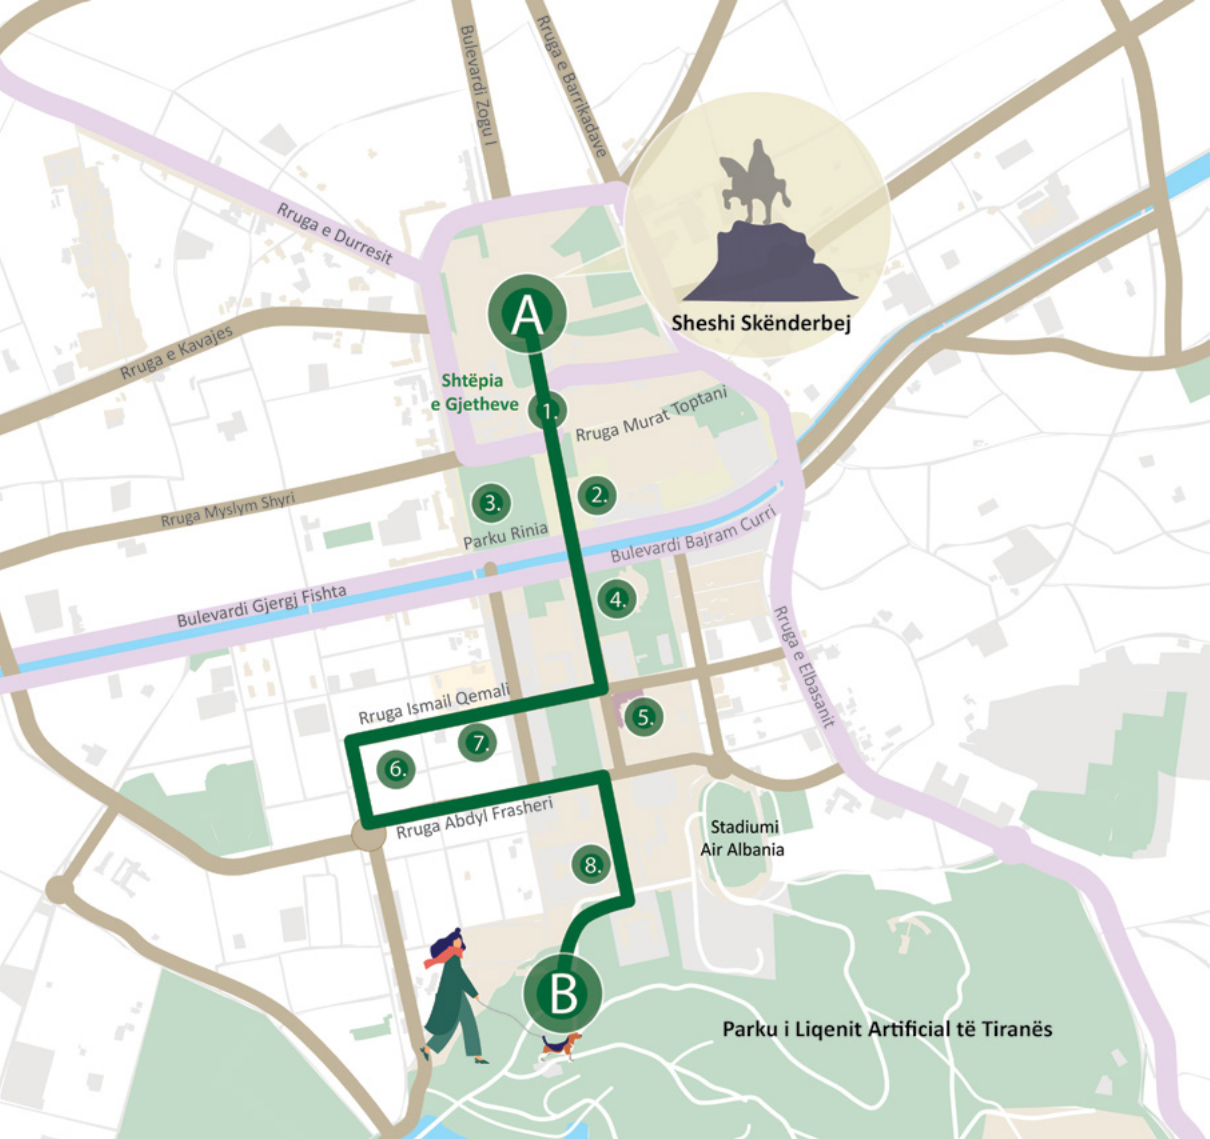 Bulevardi Zogu I
Rruga e Barrikadave
Rruga e Durresit
A
Sheshi Skënderbej
Rruga e Kavajes
Shtëpia
e Gjetheve
1.
Rruga Murat Toptani
Rruga Myslym Shyri
3.
2.
Parku Rinia
Bulevardi Bajram Curri
Bulevardi Gjergj Fishta
4.
Rruga e Elbasanit
Rruga Ismail Qemali
5.
7.
6.
Rruga Abdyl Frasheri
Stadiumi
Air Albania
8.
B
Parku i Liqenit Artificial të Tiranës